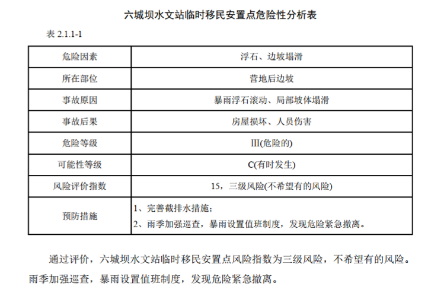 六城坝水文站临时移民安置点危险性分析表
表 2.1.1-1
危险因素 浮石、边坡塌滑
所在部位 营地后边坡
事故原因 暴雨浮石滚动、局部坡体塌滑
事故后果 房屋损坏、人员伤害
危险等级 Ⅲ(危险的)
可能性等级 C(有时发生)
风险评价指数 15，三级风险(不希望有的风险)
预防措施 1、完善截排水措施；
2、雨季加强巡查，暴雨设置值班制度，发现危险紧急撤离。
通过评价，六城坝水文站临时移民安置点风险指数为三级风险，不希望有的风险。
雨季加强巡查，暴雨设置值班制度，发现危险紧急撤离。